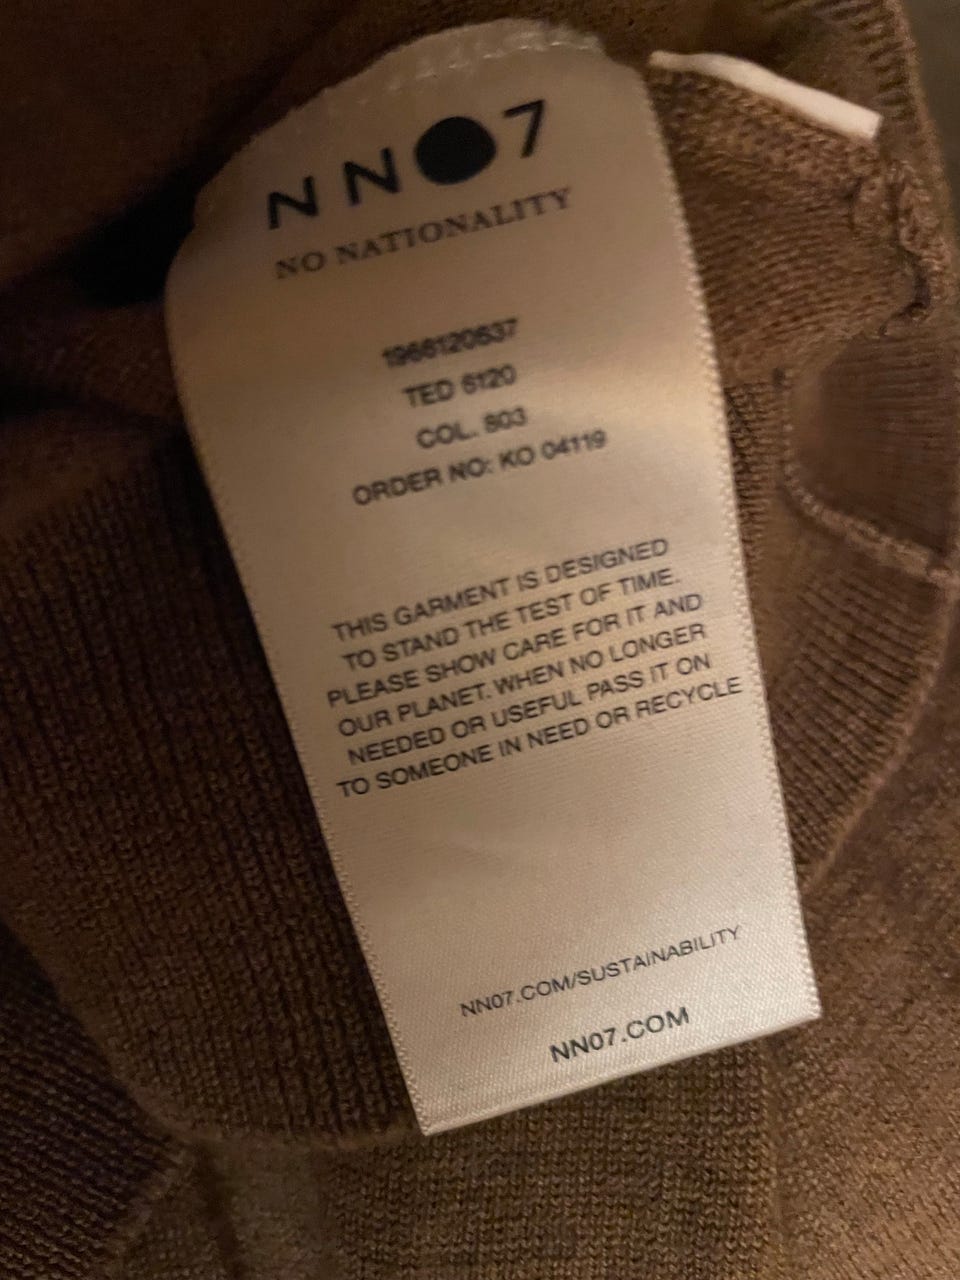 NN07
NO NATIONALITY
1966120637
TED 6120
COL. 803
ORDER NO: KO 04119
THIS GARMENT IS DESIGNED
TO STAND THE TEST OF TIME.
PLEASE SHOW CARE FOR IT AND
OUR PLANET. WHEN NO LONGER
NEEDED OR USEFUL PASS IT ON
TO SOMEONE IN NEED OR RECYCLE
NN07.COM/SUSTAINABILITY
NN07.COM